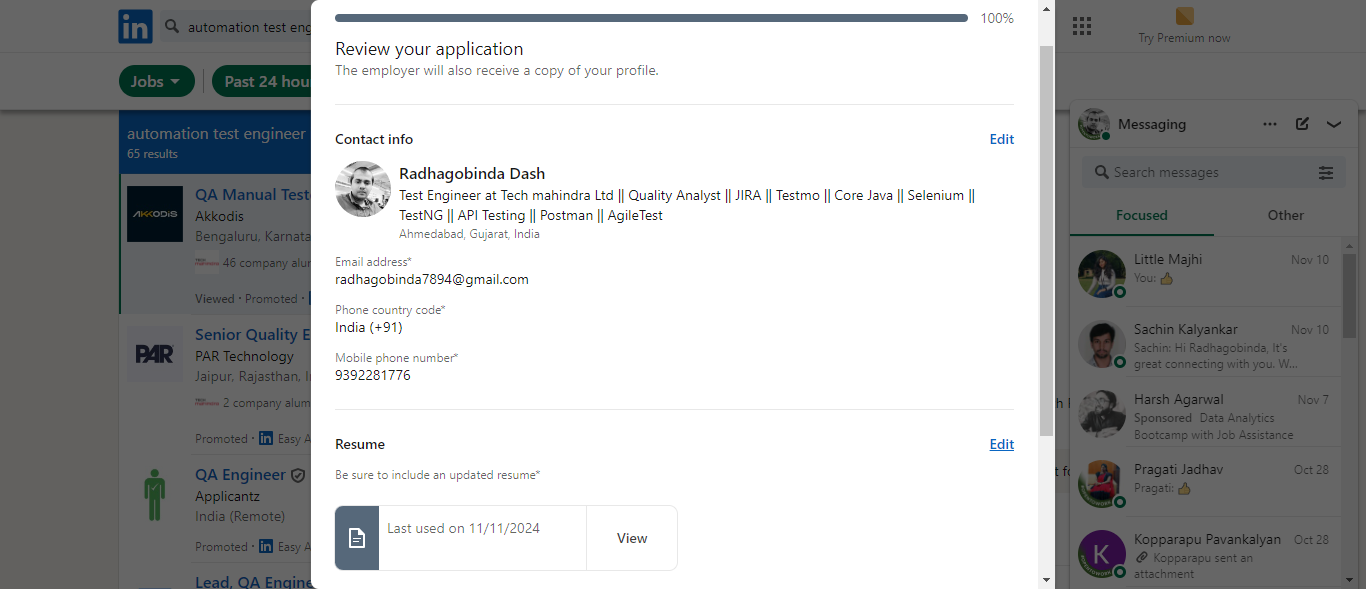 in
automation test eng
Try Premium now
Jobs
Past 24 hou
automation test engineer
65 results
AKKODIS
QA Manual Test
Akkodis
Bengaluru, Karnata
46 company alu
Viewed · Promoted ·
PAR
Senior Quality E
PAR Technology
Jaipur, Rajasthan, I
2 company alum
Promoted · in Easy A
QA Engineer
Applicantz
India (Remote)
Promoted · in Easy A
Lead, QA Engine
100%
Review your application
The employer will also receive a copy of your profile.
Contact info
Edit
Radhagobinda Dash
Test Engineer at Tech mahindra Ltd || Quality Analyst || JIRA || Testmo || Core Java || Selenium ||
TestNG || API Testing || Postman || AgileTest
Ahmedabad, Gujarat, India
Email address*
radhagobinda7894@gmail.com
Phone country code*
India (+91)
Mobile phone number*
9392281776
Resume
Edit
Be sure to include an updated resume*
Last used on 11/11/2024
View
Messaging
Search messages
Focused
Other
Little Majhi
Nov 10
You: 👍
Sachin Kalyankar
Nov 10
Sachin: Hi Radhagobinda, It's
great connecting with you. W...
Harsh Agarwal
Nov 7
Sponsored Data Analytics
Bootcamp with Job Assistance
Pragati Jadhav
Oct 28
Pragati: 👍
K
Kopparapu Pavankalyan
Oct 28
Kopparapu sent an
attachment